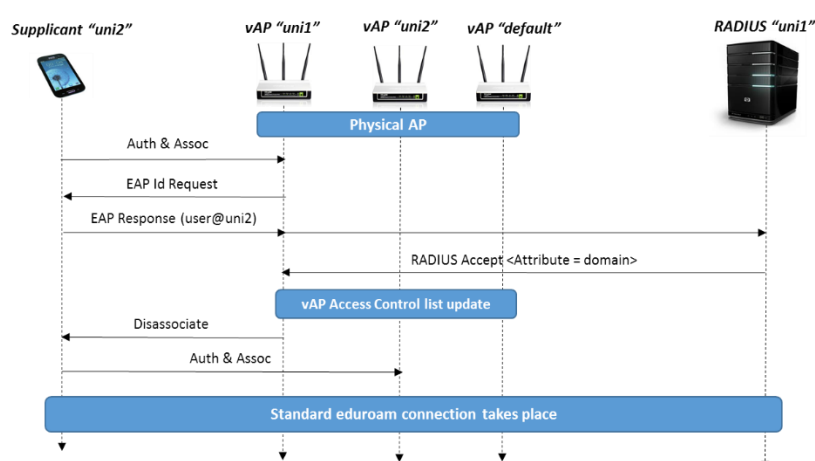 Supplicant “uni2”
vAP “uni1”
vAP “uni2”
vAP “default”
RADIUS “uni1”
Physical AP
Auth & Assoc
EAP Id Request
EAP Response (user@uni2)
RADIUS Accept <Attribute = domain>
vAP Access Control list update
Disassociate
Auth & Assoc
Standard eduroam connection takes place